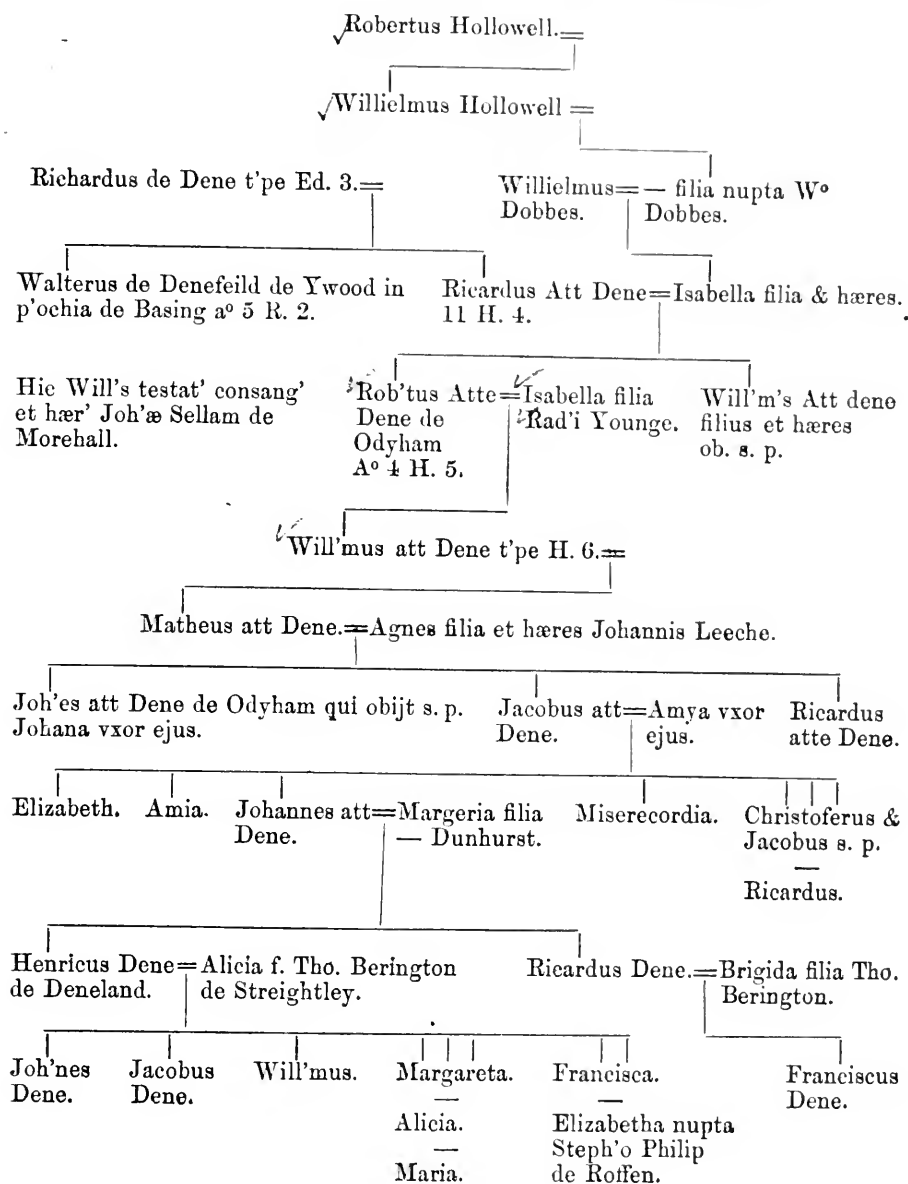 Robertus Hollowell.=
Willielmus Hollowell =
Richardus de Dene t'pe Ed. 3.=
Willielmus= — filia nupta Wº
Dobbes. Dobbes.
Walterus de Denefeild de Ywood in
p'ochia de Basing aº 5 R. 2.
Ricardus Att Dene=Isabella filia & hæres.
11 H. 4.
Hic Will's testat' consang'
et hær' Joh'æ Sellam de
Morehall.
Rob'tus Atte=Isabella filia
Dene de Rad'i Younge.
Odyham
Aº 4 H. 5.
Will'm's Att dene
filius et hæres
ob. s. p.
Will'mus att Dene t'pe H. 6.=
Matheus att Dene.=Agnes filia et hæres Johannis Leeche.
Joh'es att Dene de Odyham qui obijt s. p.
Johana vxor ejus.
Jacobus att=Amya vxor
Dene. ejus.
Ricardus
atte Dene.
Elizabeth.
Amia.
Johannes att=Margeria filia
Dene. — Dunhurst.
Miserecordia.
Christoferus &
Jacobus s. p.
—
Ricardus.
Henricus Dene=Alicia f. Tho. Berington
de Deneland. de Streightley.
Ricardus Dene.=Brigida filia Tho.
Berington.
Joh'nes
Dene.
Jacobus
Dene.
Will'mus.
Margareta.
—
Alicia.
—
Maria.
Francisca.
—
Elizabetha nupta
Steph'o Philip
de Roffen.
Franciscus
Dene.